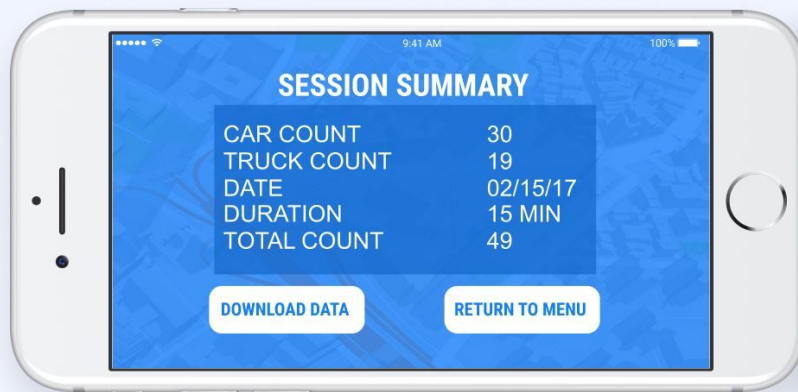 9:41 AM 100%
SESSION SUMMARY
CAR COUNT 30
TRUCK COUNT 19
DATE 02/15/17
DURATION 15 MIN
TOTAL COUNT 49
DOWNLOAD DATA RETURN TO MENU